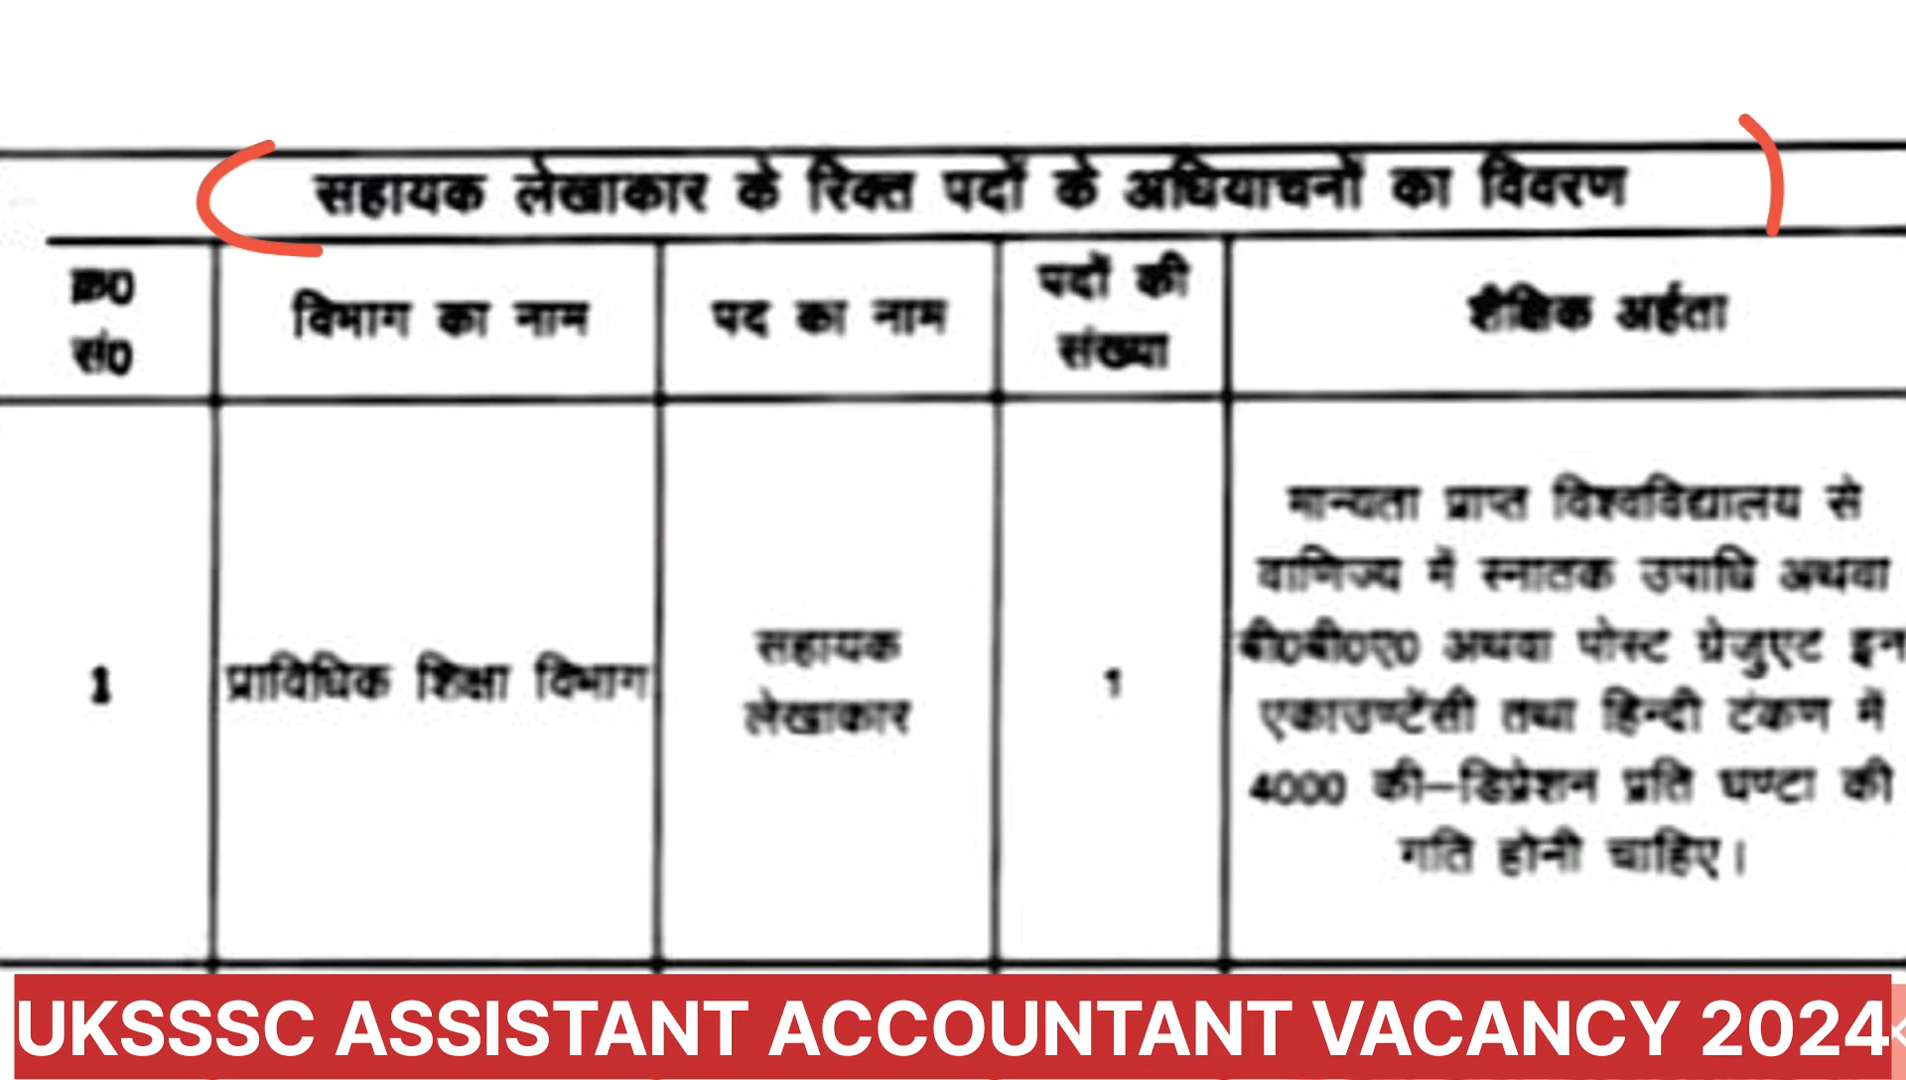 सहायक लेखाकार के रिक्त पदों के अधियाचनों का विवरण
क्र0
सं0
विभाग का नाम
पद का नाम
पदों की
संख्या
शैक्षिक अर्हता
1
प्राविधिक शिक्षा विभाग
सहायक
लेखाकार
1
मान्यता प्राप्त विश्वविद्यालय से
वाणिज्य में स्नातक उपाधि अथवा
बी0बी0ए0 अथवा पोस्ट ग्रेजुएट इन
एकाउण्टेंसी तथा हिन्दी टंकण में
4000 की–डिप्रेशन प्रति घण्टा की
गति होनी चाहिए।
UKSSSC ASSISTANT ACCOUNTANT VACANCY 2024